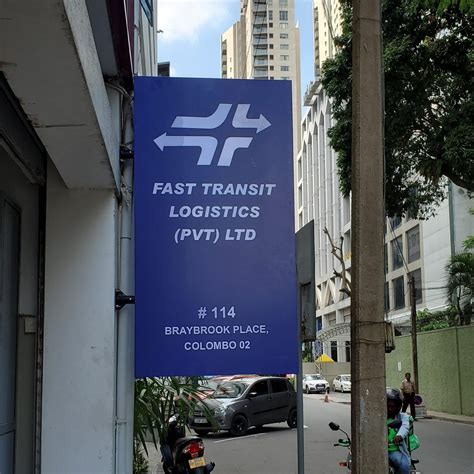 FAST TRANSIT
LOGISTICS
(PVT) LTD
# 114
BRAYBROOK PLACE,
COLOMBO 02